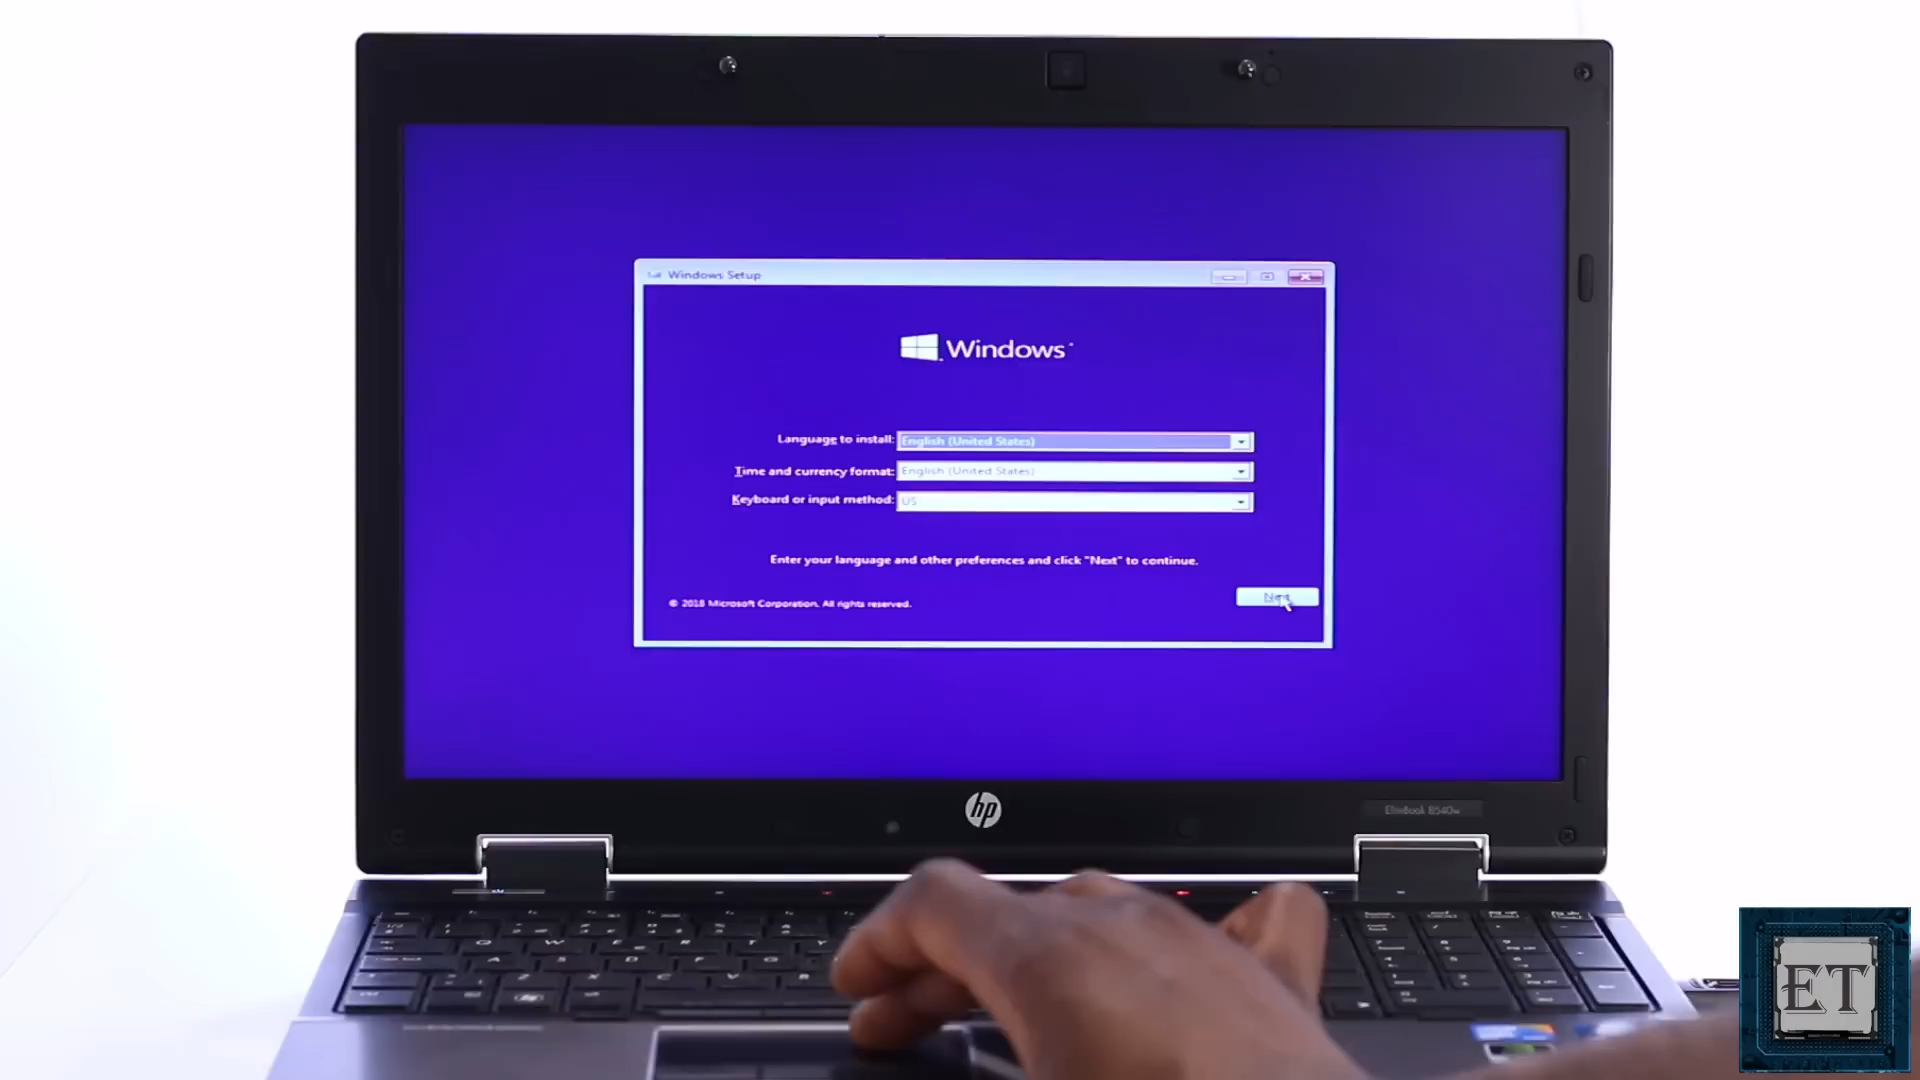 Windows Setup
Windows
Language to install: English (United States)
Time and currency format: English (United States)
Keyboard or input method: US
Enter your language and other preferences and click "Next" to continue.
© 2018 Microsoft Corporation. All rights reserved.
Next
hp
EliteBook 8540w
Q W E R T Y
A S D F G
Z X C V B
ET